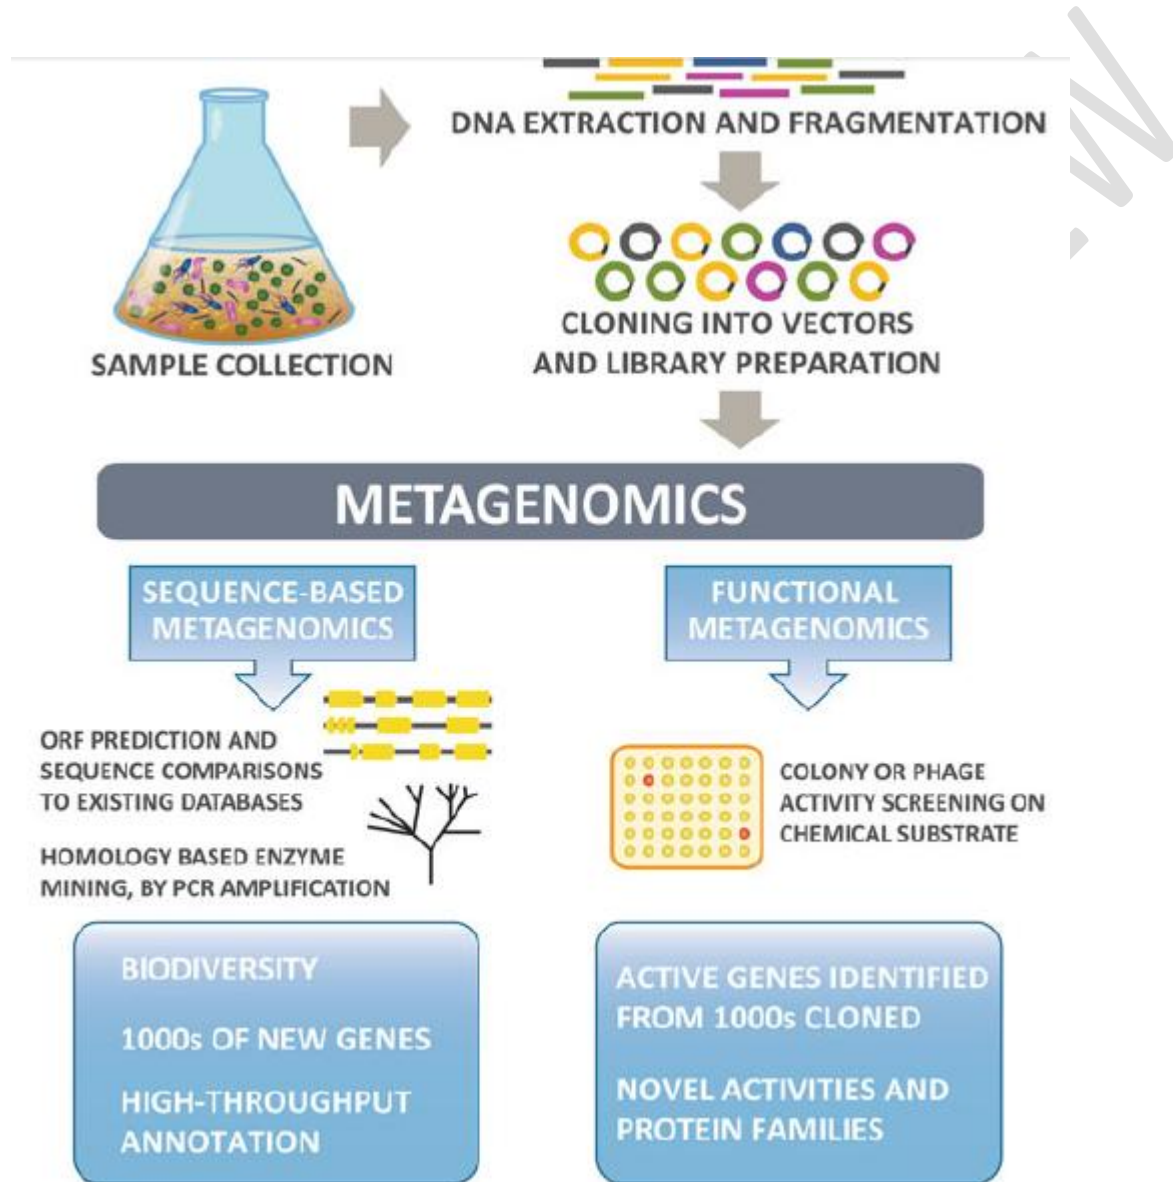 DNA EXTRACTION AND FRAGMENTATION
SAMPLE COLLECTION
CLONING INTO VECTORS
AND LIBRARY PREPARATION
METAGENOMICS
SEQUENCE-BASED
METAGENOMICS
ORF PREDICTION AND
SEQUENCE COMPARISONS
TO EXISTING DATABASES
HOMOLOGY BASED ENZYME
MINING, BY PCR AMPLIFICATION
BIODIVERSITY
1000s OF NEW GENES
HIGH-THROUGHPUT
ANNOTATION
FUNCTIONAL
METAGENOMICS
COLONY OR PHAGE
ACTIVITY SCREENING ON
CHEMICAL SUBSTRATE
ACTIVE GENES IDENTIFIED
FROM 1000s CLONED
NOVEL ACTIVITIES AND
PROTEIN FAMILIES